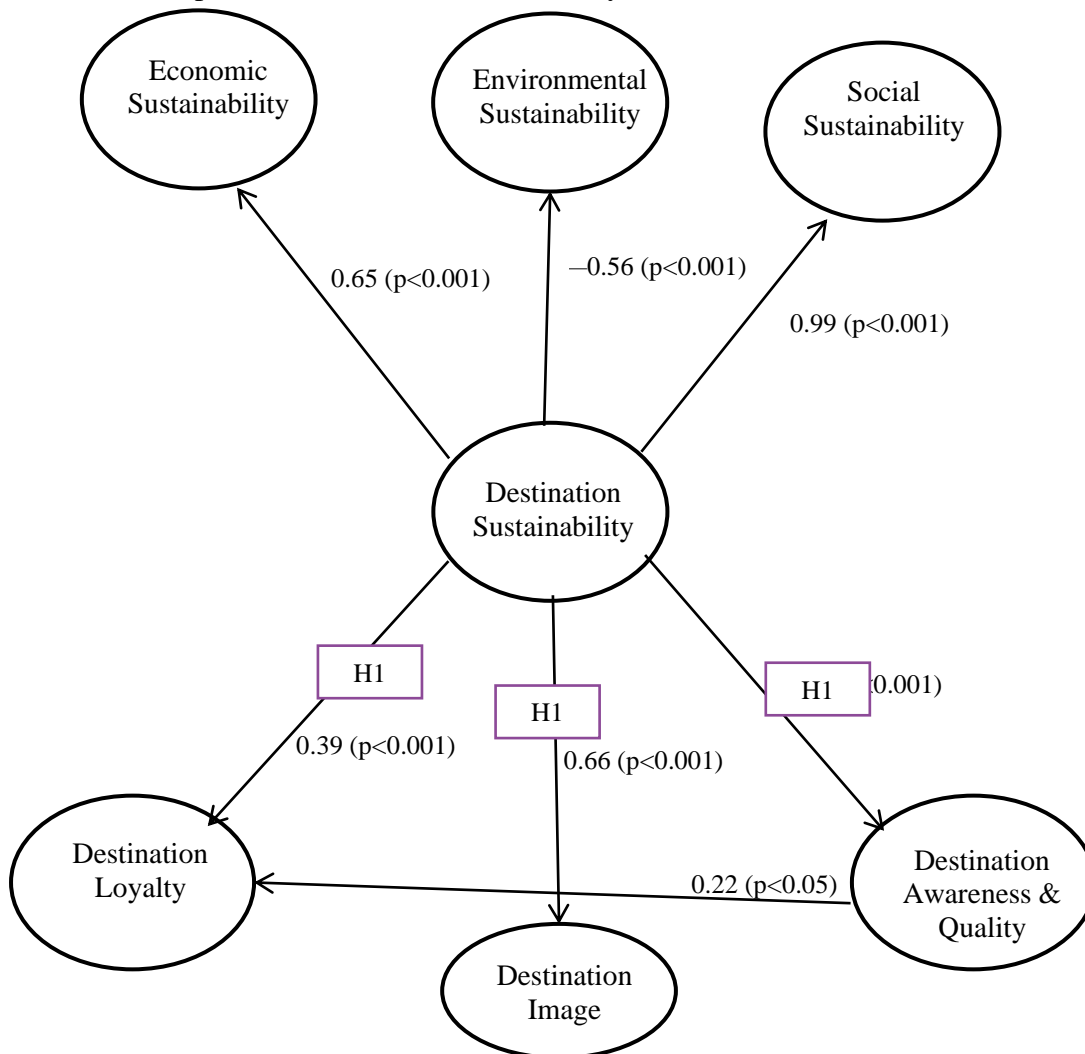 Economic
Sustainability
Environmental
Sustainability
Social
Sustainability
0.65 (p<0.001)
—0.56 (p<0.001)
0.99 (p<0.001)
Destination
Sustainability
H1
H1
H1
0.001)
0.39 (p<0.001)
0.66 (p<0.001)
Destination
Loyalty
0.22 (p<0.05)
Destination
Awareness &
Quality
Destination
Image